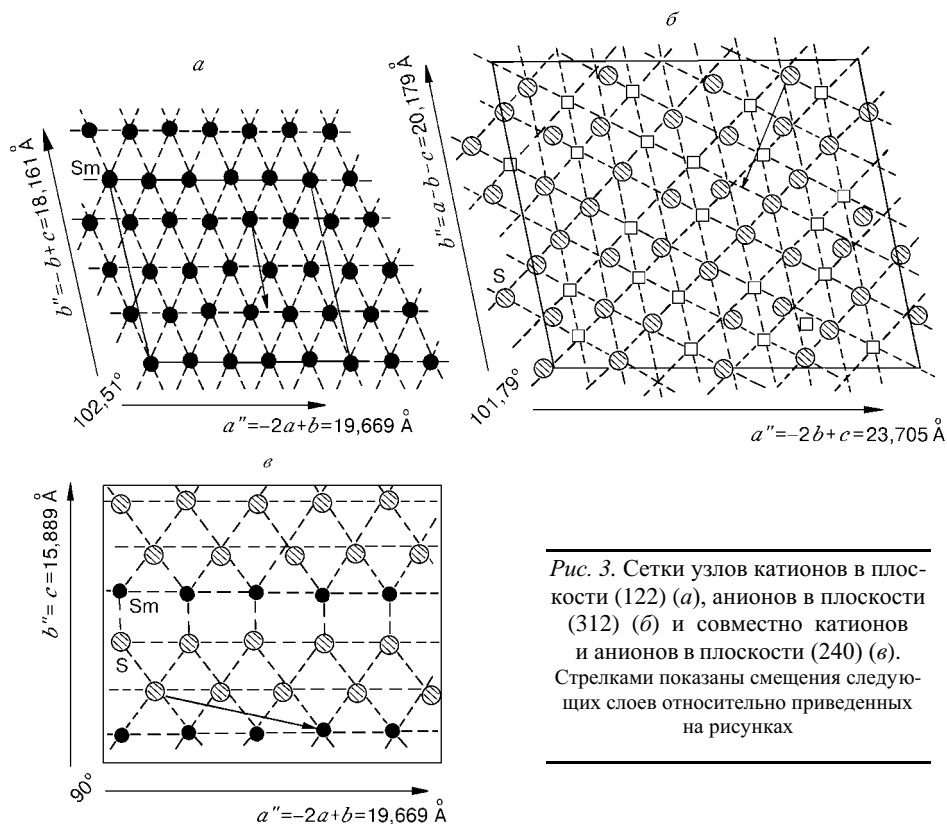 а
Sm
b″=-b+c=18,161 Å
102,51°
a″=-2a+b=19,669 Å
б
b″=a-b-c=20,179 Å
S
101,79°
a″=-2b+c=23,705 Å
в
b″=c=15,889 Å
Sm
S
90°
a″=-2a+b=19,669 Å
Рис. 3. Сетки узлов катионов в плос-
кости (122) (а), анионов в плоскости
(312) (б) и совместно катионов
и анионов в плоскости (240) (в).
Стрелками показаны смещения следую-
щих слоев относительно приведенных
на рисунках